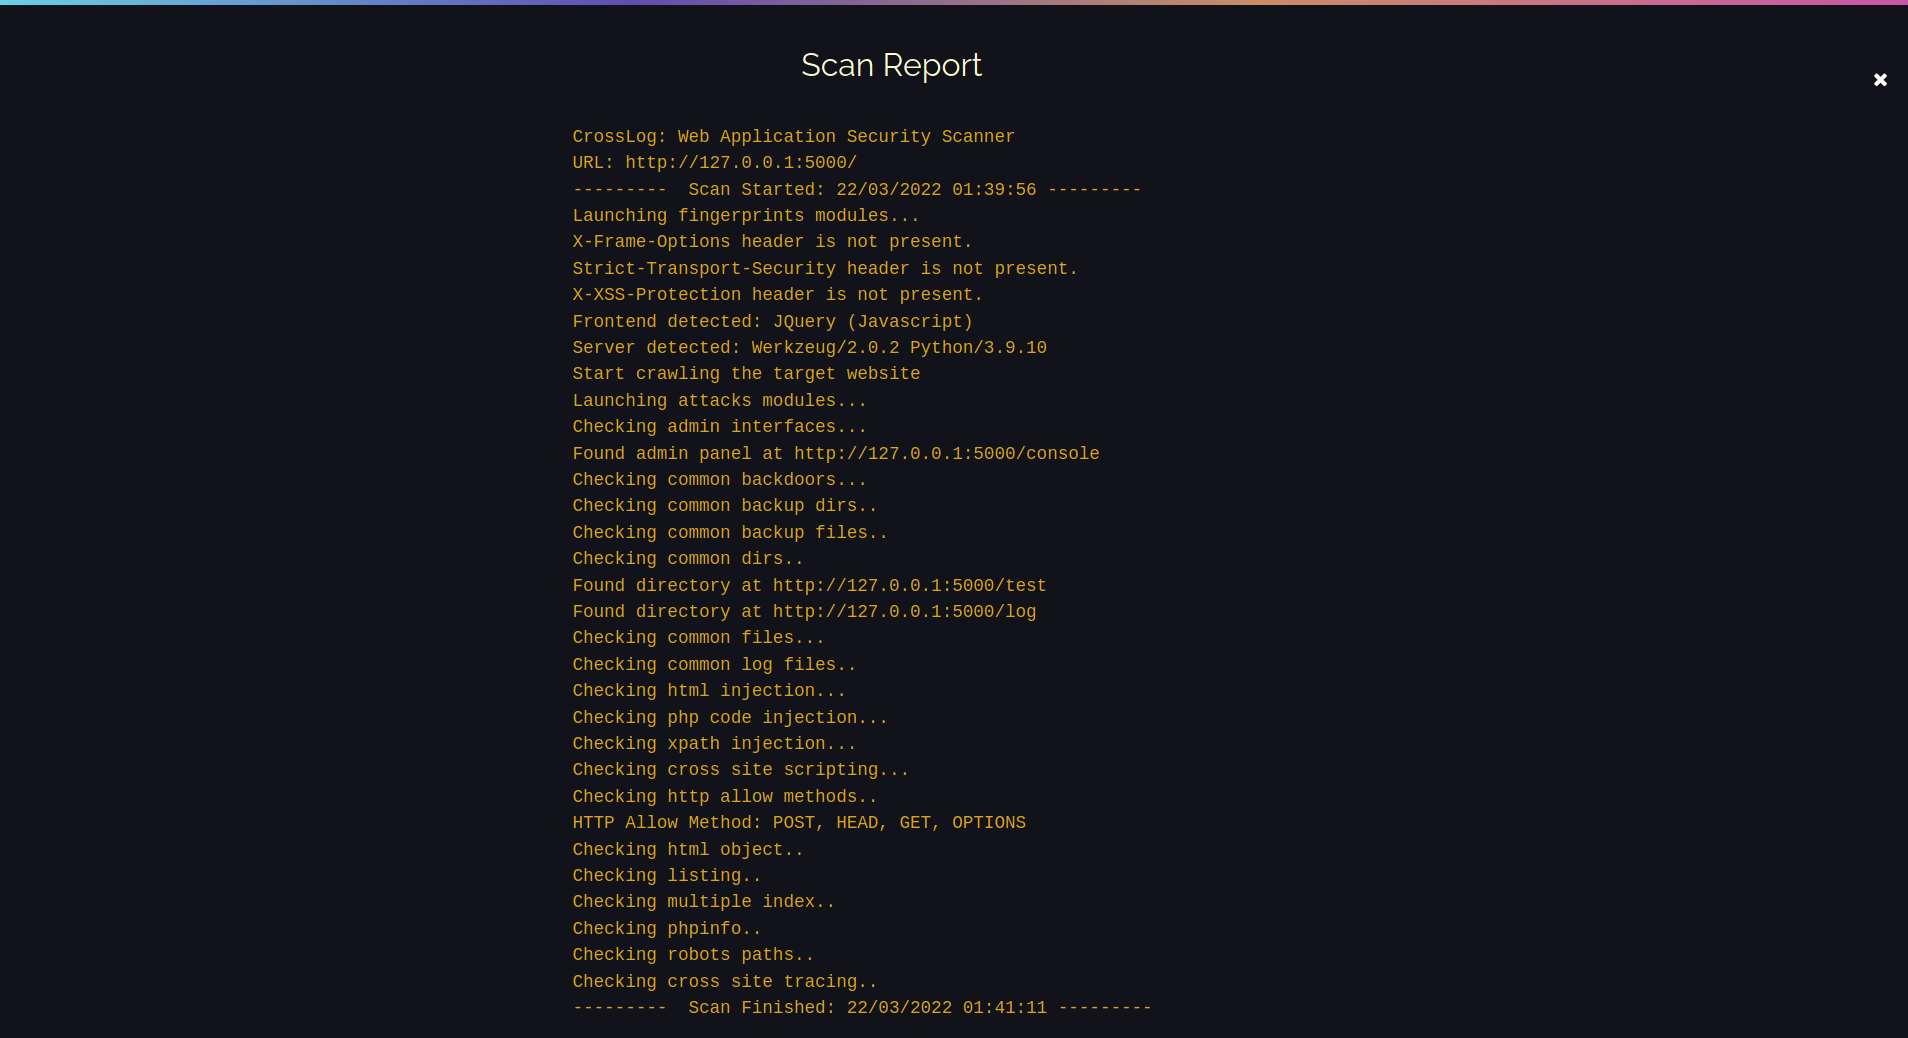 Scan Report
CrossLog: Web Application Security Scanner
URL: http://127.0.0.1:5000/
---------  Scan Started: 22/03/2022 01:39:56 ---------
Launching fingerprints modules...
X-Frame-Options header is not present.
Strict-Transport-Security header is not present.
X-XSS-Protection header is not present.
Frontend detected: JQuery (Javascript)
Server detected: Werkzeug/2.0.2 Python/3.9.10
Start crawling the target website
Launching attacks modules...
Checking admin interfaces...
Found admin panel at http://127.0.0.1:5000/console
Checking common backdoors...
Checking common backup dirs..
Checking common backup files..
Checking common dirs..
Found directory at http://127.0.0.1:5000/test
Found directory at http://127.0.0.1:5000/log
Checking common files...
Checking common log files..
Checking html injection...
Checking php code injection...
Checking xpath injection...
Checking cross site scripting...
Checking http allow methods..
HTTP Allow Method: POST, HEAD, GET, OPTIONS
Checking html object..
Checking listing..
Checking multiple index..
Checking phpinfo..
Checking robots paths..
Checking cross site tracing..
---------  Scan Finished: 22/03/2022 01:41:11 ---------